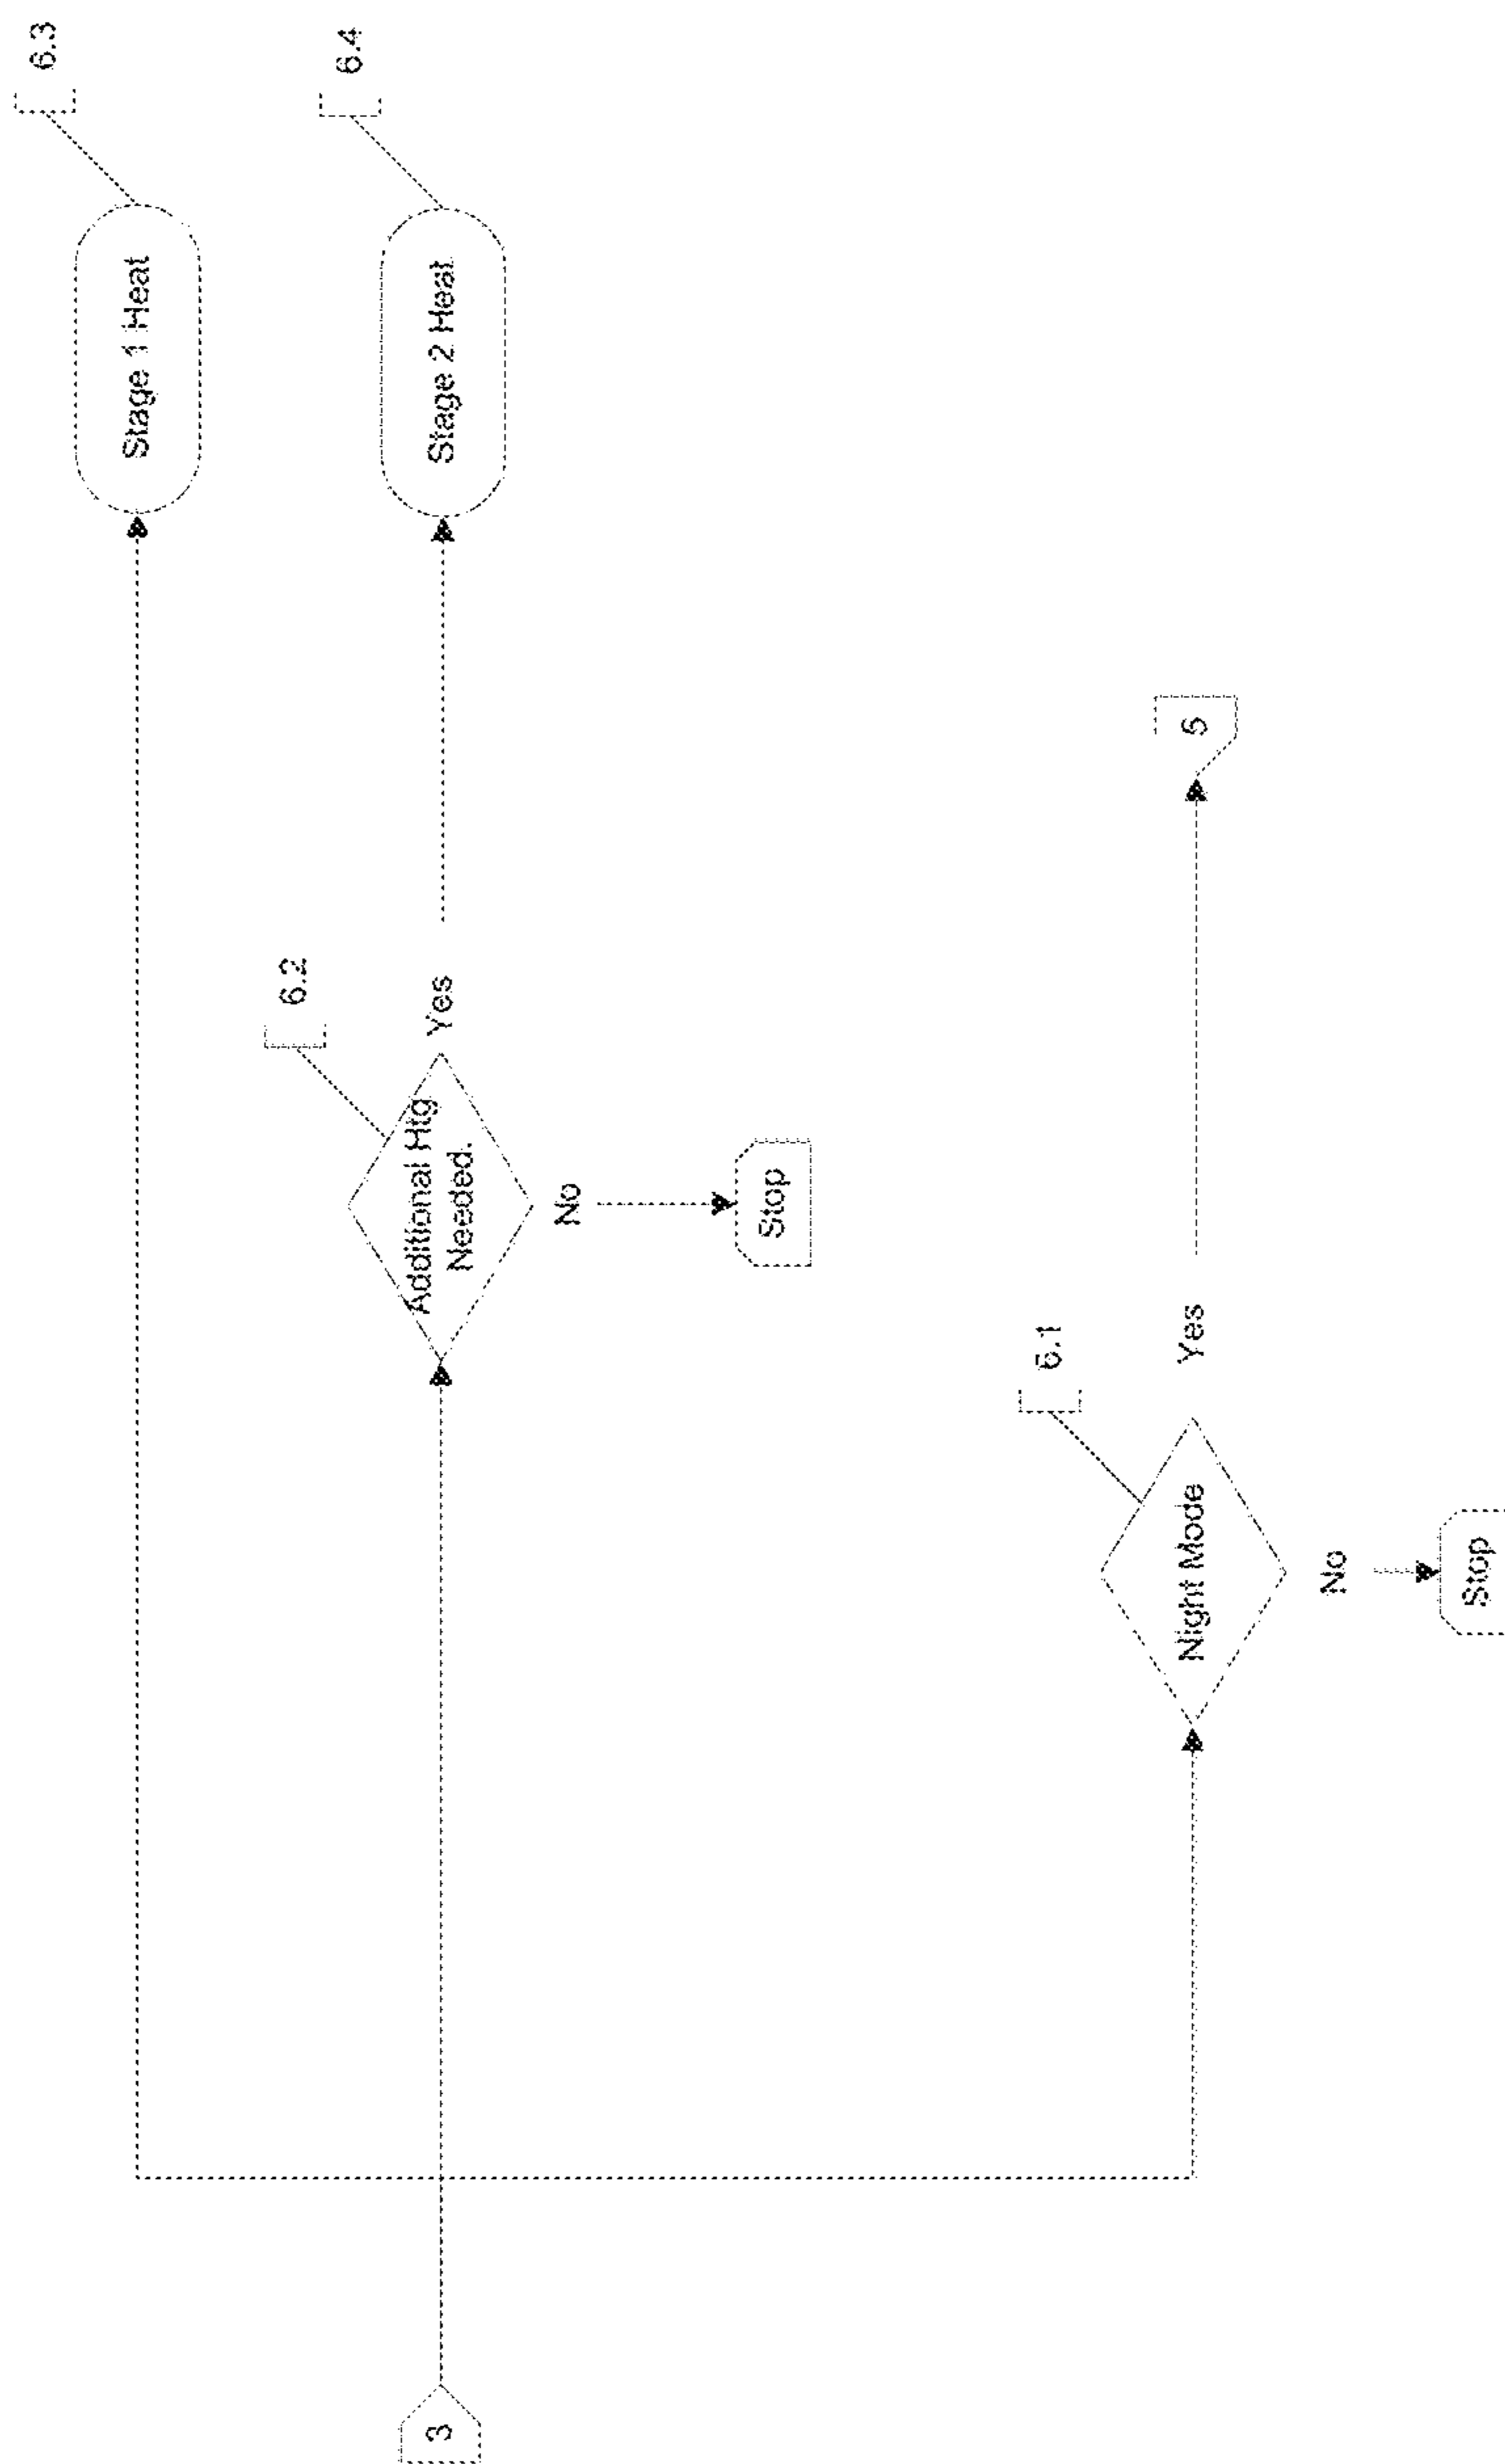 6.3
Stage 1 Heat
6.4
Stage 2 Heat
6.2
Additional Htg
Needed.
Yes
No
Stop
3
6.1
Night Mode
Yes
No
Stop